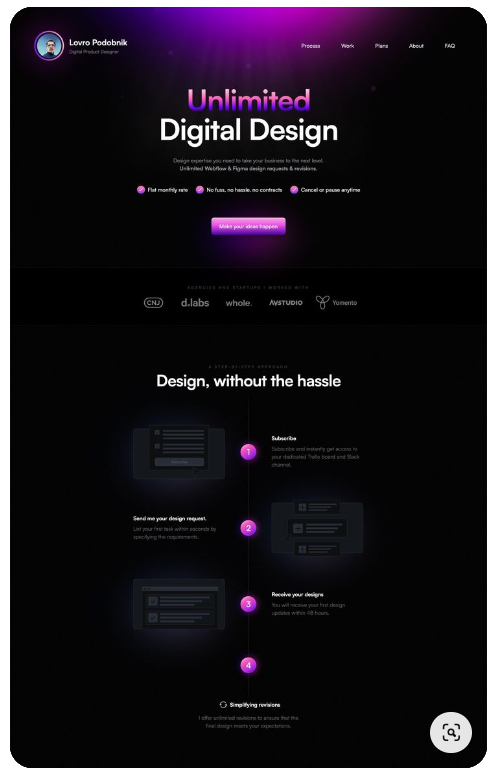 Lovro Podobnik
Digital Product Designer
Process
Work
Plans
About
FAQ
Unlimited
Digital Design
Design expertise you need to take your business to the next level.
Unlimited Webflow & Figma design requests & revisions.
Flat monthly rate
No fuss, no hassle, no contracts
Cancel or pause anytime
Make your ideas happen
AGENCIES AND STARTUPS I WORKED WITH
CNJ
d.labs
whole.
AVSTUDIO
Yomento
A STEP-BY-STEP APPROACH
Design, without the hassle
Subscribe
1
Subscribe
Subscribe and instantly get access to
your dedicated Trello board and Slack
channel.
Send me your design request.
List your first task within seconds by
specifying the requirements.
2
3
Receive your designs
You will receive your first design
updates within 48 hours.
4
Simplifying revisions
I offer unlimited revisions to ensure that the
final design meets your expectations.